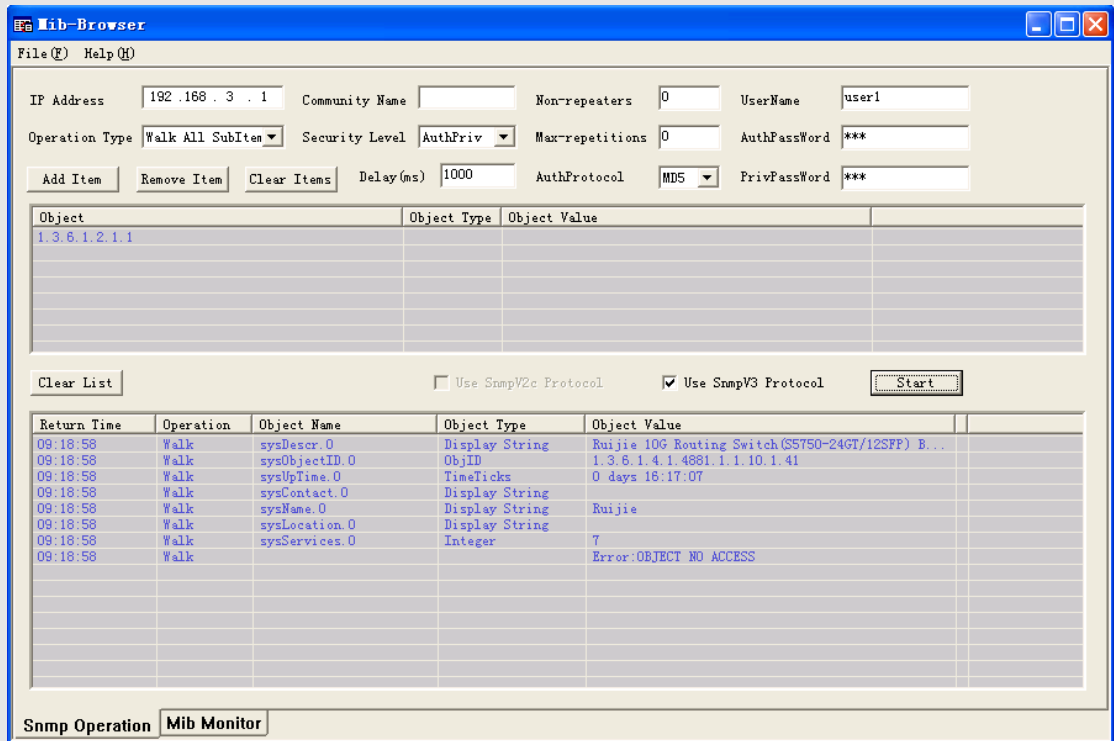 Mib-Browser
File(F) Help(H)
IP Address 192 .168 . 3 . 1 Community Name Non-repeaters 0 UserName user1
Operation Type Walk All SubIten Security Level AuthPriv Max-repetitions 0 AuthPassWord ***
Add Item Remove Item Clear Items Delay(ms) 1000 AuthProtocol MD5 PrivPassWord ***
Object Object Type Object Value
1.3.6.1.2.1.1
Clear List Use SnmpV2c Protocol Use SnmpV3 Protocol Start
Return Time Operation Object Name Object Type Object Value
09:18:58 Walk sysDescr.0 Display String Ruijie 10G Routing Switch(S5750-24GT/12SFP) B...
09:18:58 Walk sysObjectID.0 ObjID 1.3.6.1.4.1.4881.1.1.10.1.41
09:18:58 Walk sysUpTime.0 TimeTicks 0 days 16:17:07
09:18:58 Walk sysContact.0 Display String
09:18:58 Walk sysName.0 Display String Ruijie
09:18:58 Walk sysLocation.0 Display String
09:18:58 Walk sysServices.0 Integer 7
09:18:58 Walk Error:OBJECT NO ACCESS
Snmp Operation Mib Monitor